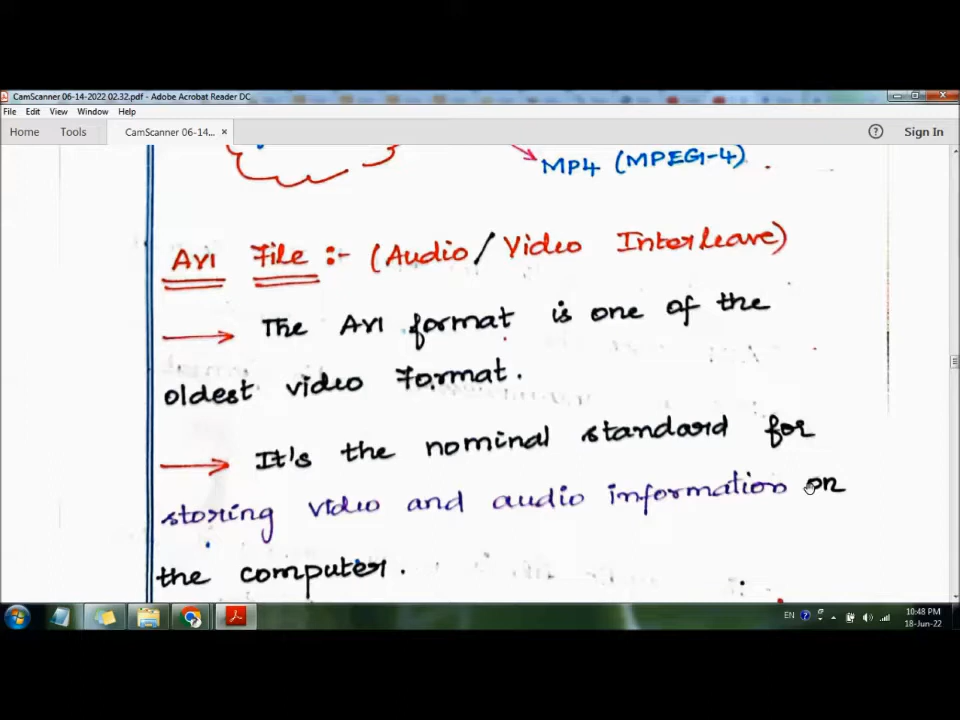 CamScanner 06-14-2022 02.32.pdf - Adobe Acrobat Reader DC
File Edit View Window Help
Home Tools CamScanner 06-14... × ? Sign In
MP4 (MPEG-4)
AVI File :- (Audio/Video Interleave)
→ The AVI format is one of the
oldest video Format.
→ It's the nominal standard for
storing video and audio information on
the computer.
EN 10:48 PM
18-Jun-22